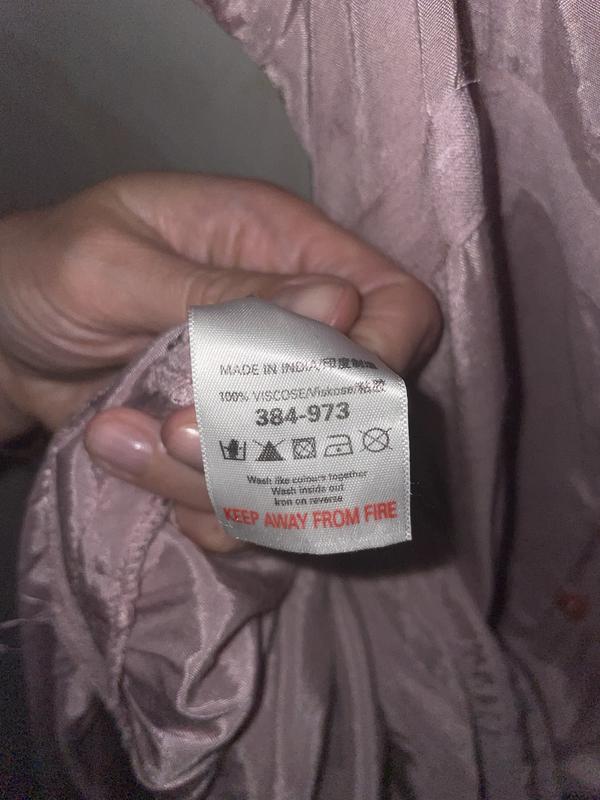 MADE IN INDIA/印度制造
100% VISCOSE/Viskose/粘胶
384-973
Wash like colours together
Wash inside out
Iron on reverse
KEEP AWAY FROM FIRE